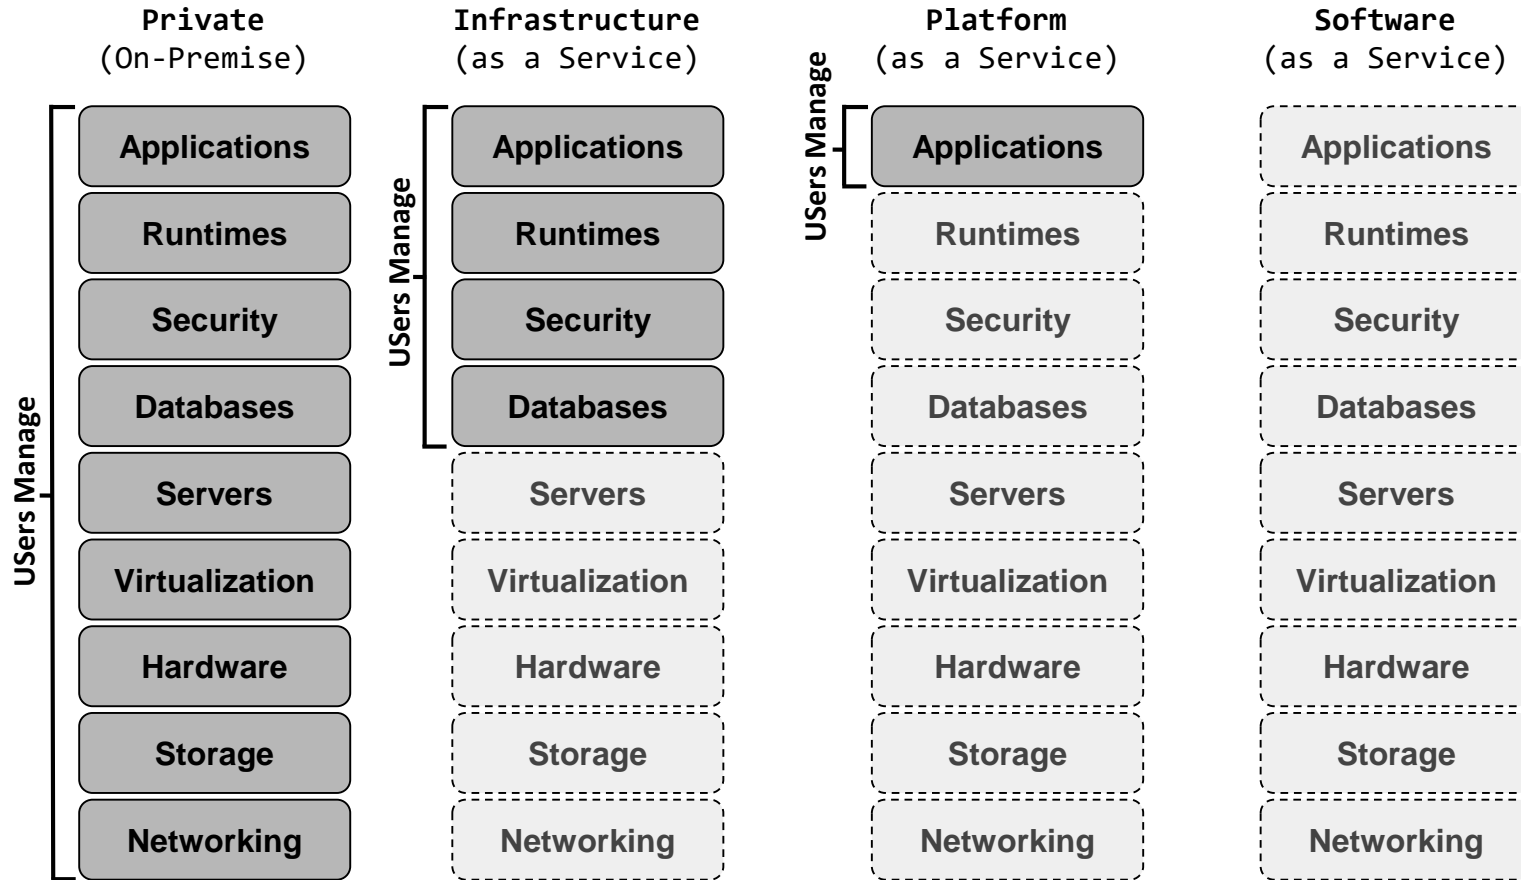 Private
(On-Premise)
USers Manage
Applications
Runtimes
Security
Databases
Servers
Virtualization
Hardware
Storage
Networking
Infrastructure
(as a Service)
USers Manage
Applications
Runtimes
Security
Databases
Servers
Virtualization
Hardware
Storage
Networking
Platform
(as a Service)
USers Manage
Applications
Runtimes
Security
Databases
Servers
Virtualization
Hardware
Storage
Networking
Software
(as a Service)
Applications
Runtimes
Security
Databases
Servers
Virtualization
Hardware
Storage
Networking